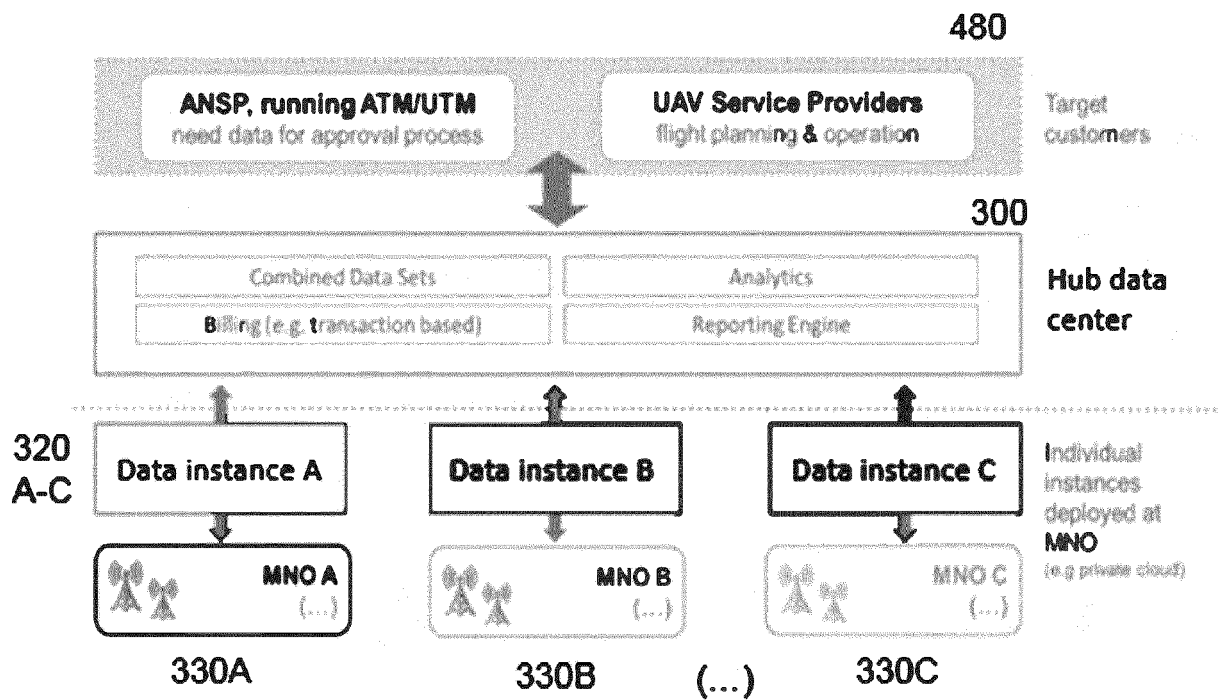 480
ANSP, running ATM/UTM
need data for approval process
UAV Service Providers
flight planning & operation
Target
customers
300
Combined Data Sets
Analytics
Billing (e.g. transaction based)
Reporting Engine
Hub data
center
320
A-C
Data instance A
Data instance B
Data instance C
Individual
instances
deployed at
MNO
(e.g private cloud)
MNO A
(...)
MNO B
(...)
MNO C
(...)
330A
330B
(...)
330C